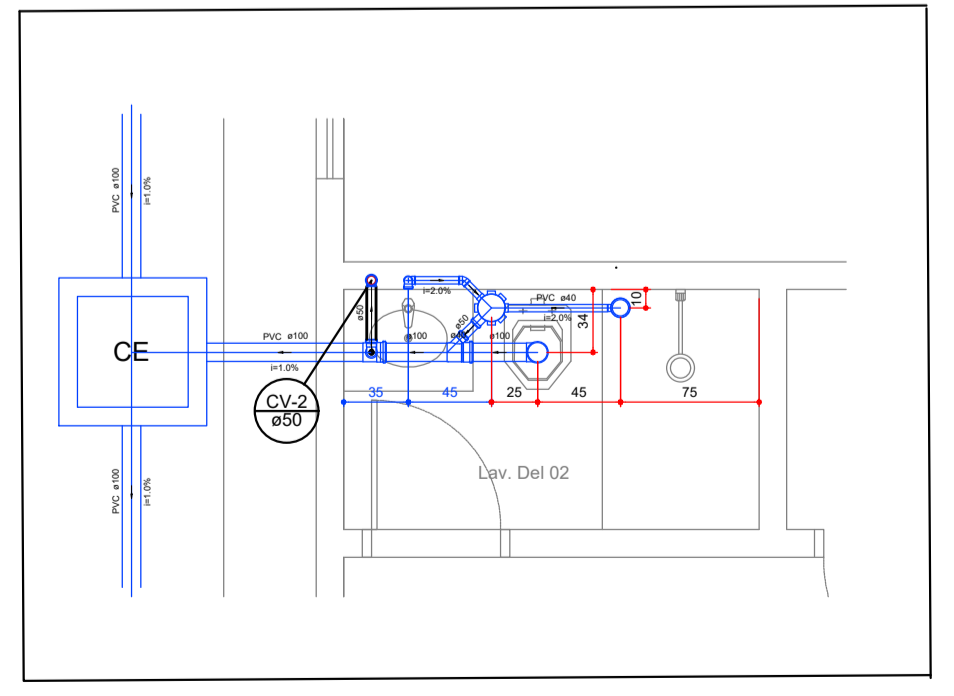 PVC ø100
i=1.0%
CE
PVC ø100
i=1.0%
PVC ø100
i=1.0%
CV-2
ø50
ø50
i=2.0%
ø100
ø50
ø100
PVC ø40
i=2.0%
34
10
35
45
25
45
75
Lav. Del 02